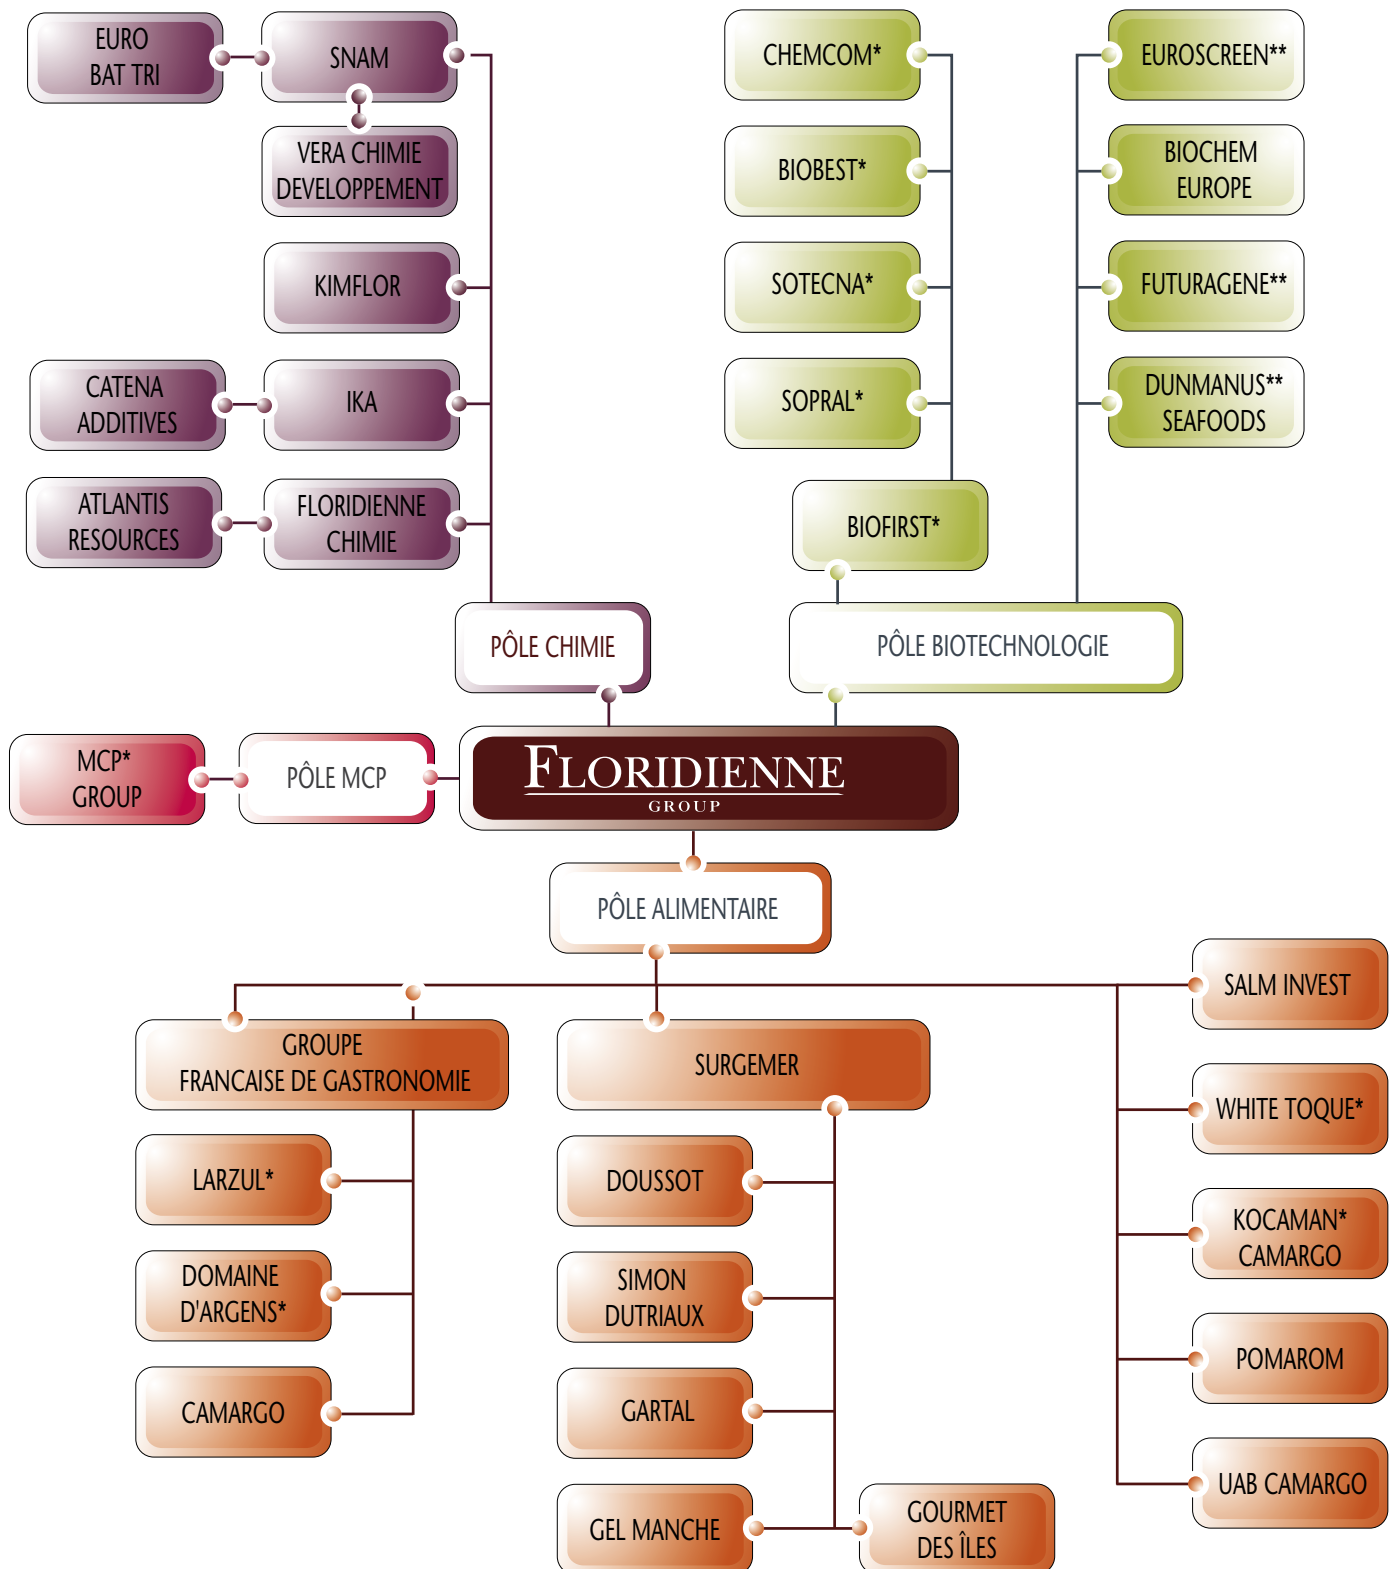 EURO
BAT TRI
SNAM
CHEMCOM*
EUROSCREEN**
VERA CHIMIE
DEVELOPPEMENT
BIOBEST*
BIOCHEM
EUROPE
KIMFLOR
SOTECNA*
FUTURAGENE**
CATENA
ADDITIVES
IKA
SOPRAL*
DUNMANUS**
SEAFOODS
ATLANTIS
RESOURCES
FLORIDIENNE
CHIMIE
BIOFIRST*
PÔLE CHIMIE
PÔLE BIOTECHNOLOGIE
MCP*
GROUP
PÔLE MCP
FLORIDIENNE
GROUP
PÔLE ALIMENTAIRE
SALM INVEST
GROUPE
FRANCAISE DE GASTRONOMIE
SURGEMER
WHITE TOQUE*
LARZUL*
DOUSSOT
KOCAMAN*
CAMARGO
DOMAINE
D'ARGENS*
SIMON
DUTRIAUX
POMAROM
CAMARGO
GARTAL
UAB CAMARGO
GEL MANCHE
GOURMET
DES ÎLES